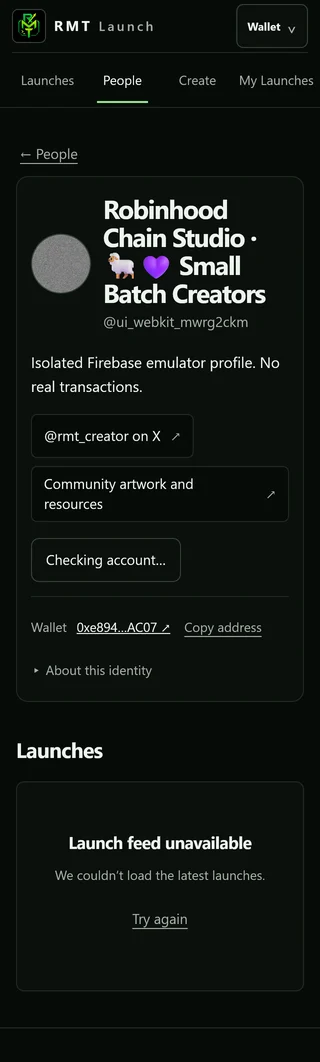 RMT Launch
Wallet v
Launches People Create My Launches
← People
Robinhood
Chain Studio ·
🐑 💜 Small
Batch Creators
@ui_webkit_mwrg2ckm
Isolated Firebase emulator profile. No
real transactions.
@rmt_creator on X ↗
Community artwork and
resources ↗
Checking account...
Wallet 0xe894...AC07 ↗ Copy address
▸ About this identity
Launches
Launch feed unavailable
We couldn't load the latest launches.
Try again